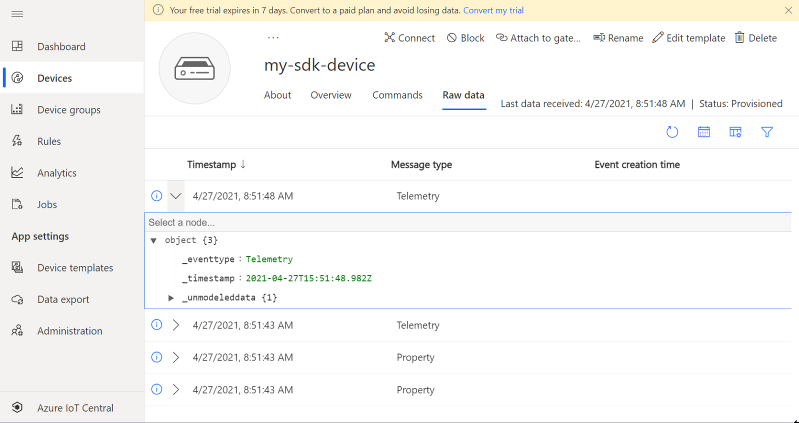 Your free trial expires in 7 days. Convert to a paid plan and avoid losing data. Convert my trial
Dashboard
Devices
Device groups
Rules
Analytics
Jobs
App settings
Device templates
Data export
Administration
Azure IoT Central
... Connect Block Attach to gate... Rename Edit template Delete
my-sdk-device
About Overview Commands Raw data
Last data received: 4/27/2021, 8:51:48 AM | Status: Provisioned
Timestamp ↓ Message type Event creation time
4/27/2021, 8:51:48 AM Telemetry
Select a node...
object {3}
_eventtype : Telemetry
_timestamp : 2021-04-27T15:51:48.982Z
_unmodeleddata {1}
4/27/2021, 8:51:43 AM Telemetry
4/27/2021, 8:51:43 AM Property
4/27/2021, 8:51:43 AM Property